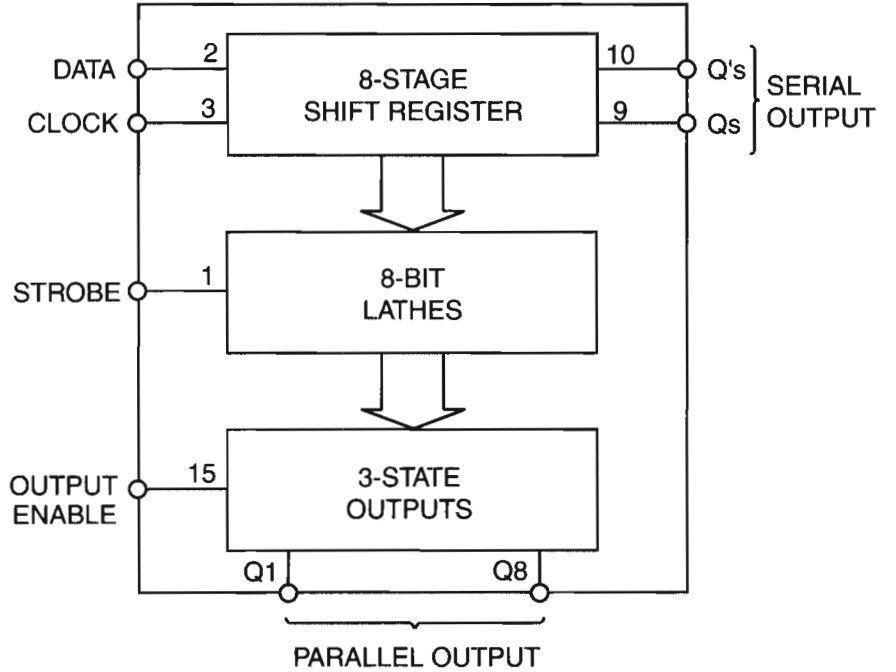 DATA
2
8-STAGE
SHIFT REGISTER
10
Q's
SERIAL
OUTPUT
CLOCK
3
9
Qs
STROBE
1
8-BIT
LATHES
OUTPUT
ENABLE
15
3-STATE
OUTPUTS
Q1
Q8
PARALLEL OUTPUT